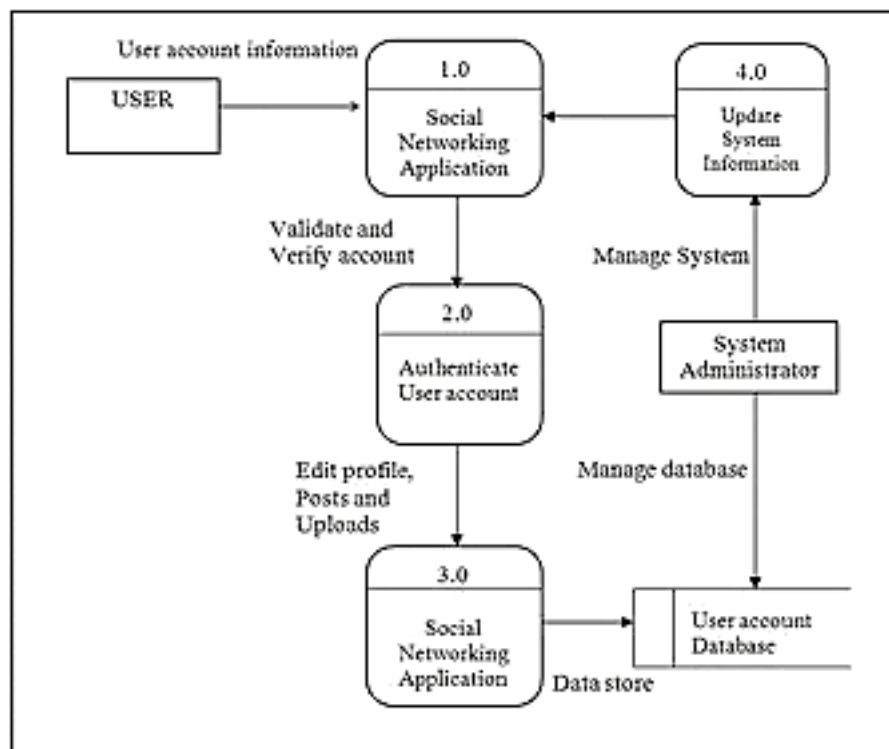 User account information
USER
1.0
Social
Networking
Application
4.0
Update
System
Information
Validate and
Verify account
Manage System
2.0
Authenticate
User account
System
Administrator
Edit profile,
Posts and
Uploads
Manage database
3.0
Social
Networking
Application
User account
Database
Data store